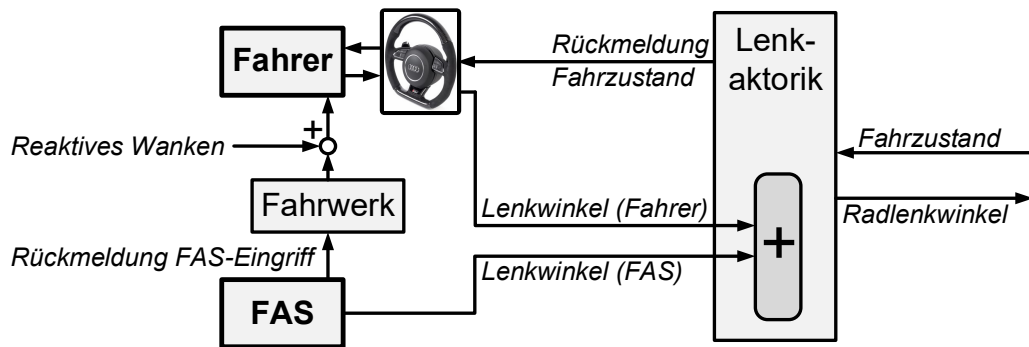 Fahrer
Rückmeldung
Fahrzustand
Lenk-
aktorik
+
Reaktives Wanken
Fahrzustand
Fahrwerk
Lenkwinkel (Fahrer)
Radlenkwinkel
+
Rückmeldung FAS-Eingriff
Lenkwinkel (FAS)
FAS